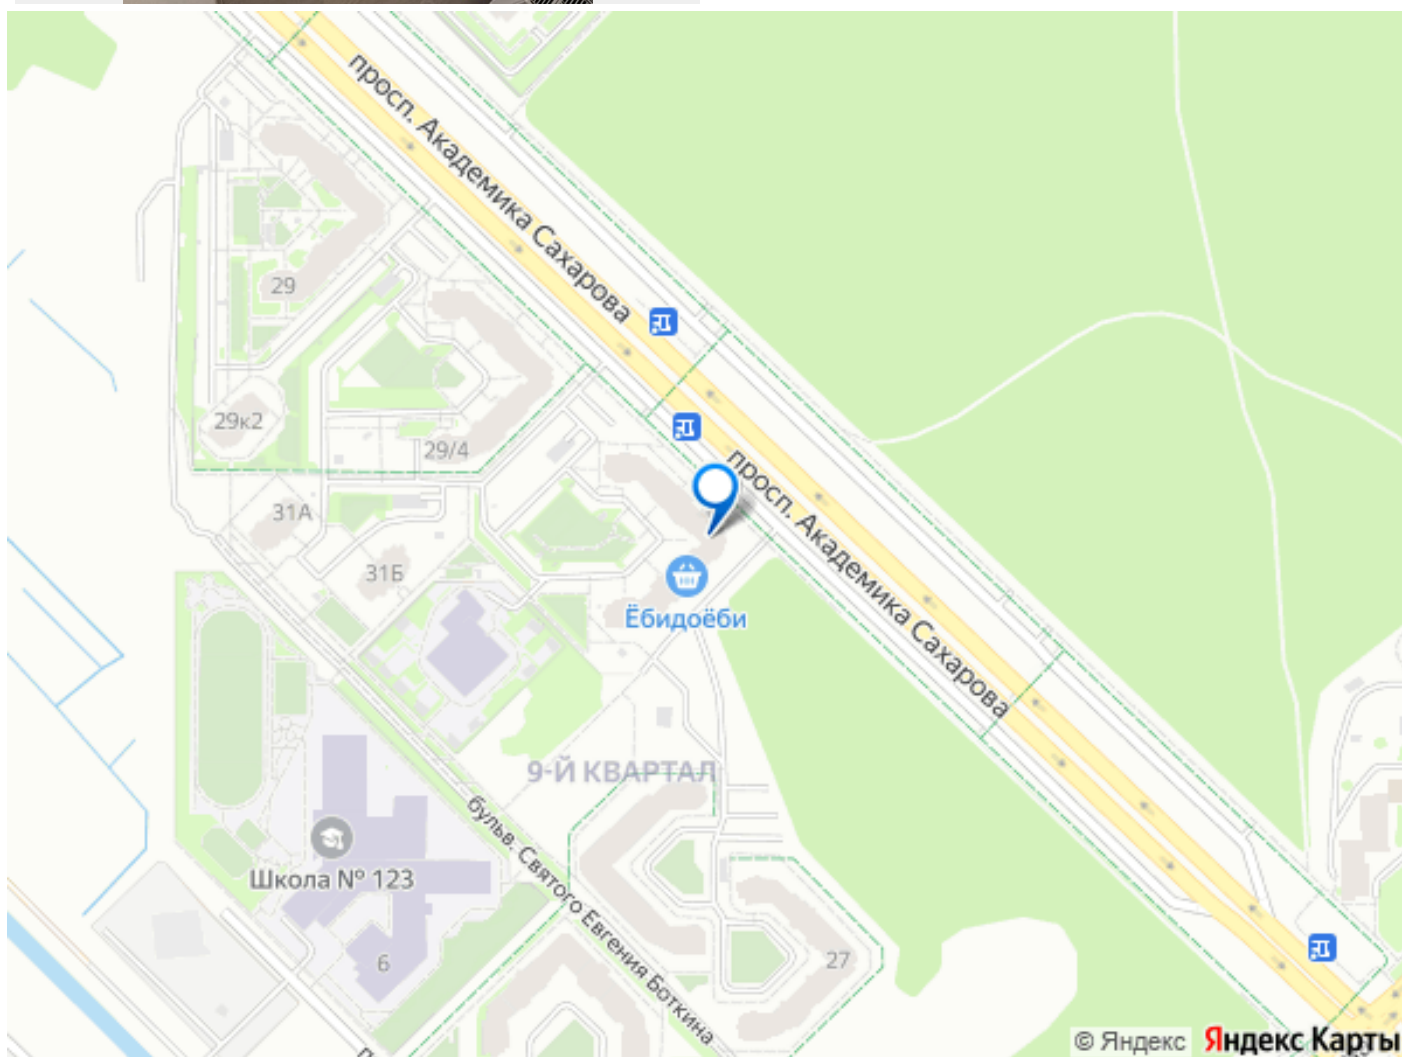 просп. Академика Сахарова
29
29к2
29/4
просп. Академика Сахарова
31А
31Б
Ёбидоёби
9-Й КВАРТАЛ
бульв. Святого Евгения Боткина
Школа № 123
6
27
© Яндекс Яндекс Карты